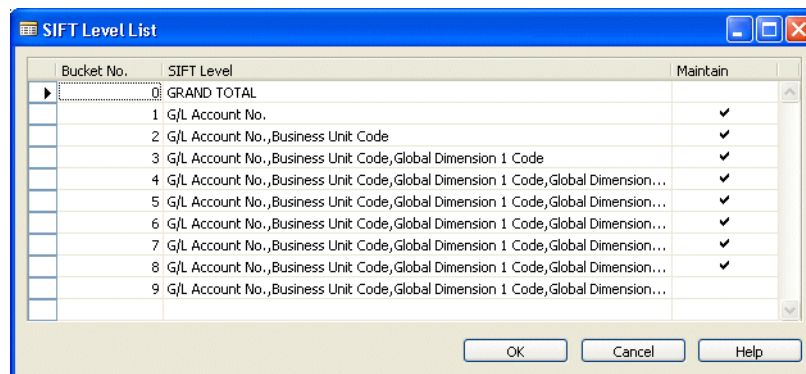 SIFT Level List
Bucket No. SIFT Level Maintain
0 GRAND TOTAL
1 G/L Account No.
2 G/L Account No.,Business Unit Code
3 G/L Account No.,Business Unit Code,Global Dimension 1 Code
4 G/L Account No.,Business Unit Code,Global Dimension 1 Code,Global Dimension...
5 G/L Account No.,Business Unit Code,Global Dimension 1 Code,Global Dimension...
6 G/L Account No.,Business Unit Code,Global Dimension 1 Code,Global Dimension...
7 G/L Account No.,Business Unit Code,Global Dimension 1 Code,Global Dimension...
8 G/L Account No.,Business Unit Code,Global Dimension 1 Code,Global Dimension...
9 G/L Account No.,Business Unit Code,Global Dimension 1 Code,Global Dimension...
OK Cancel Help